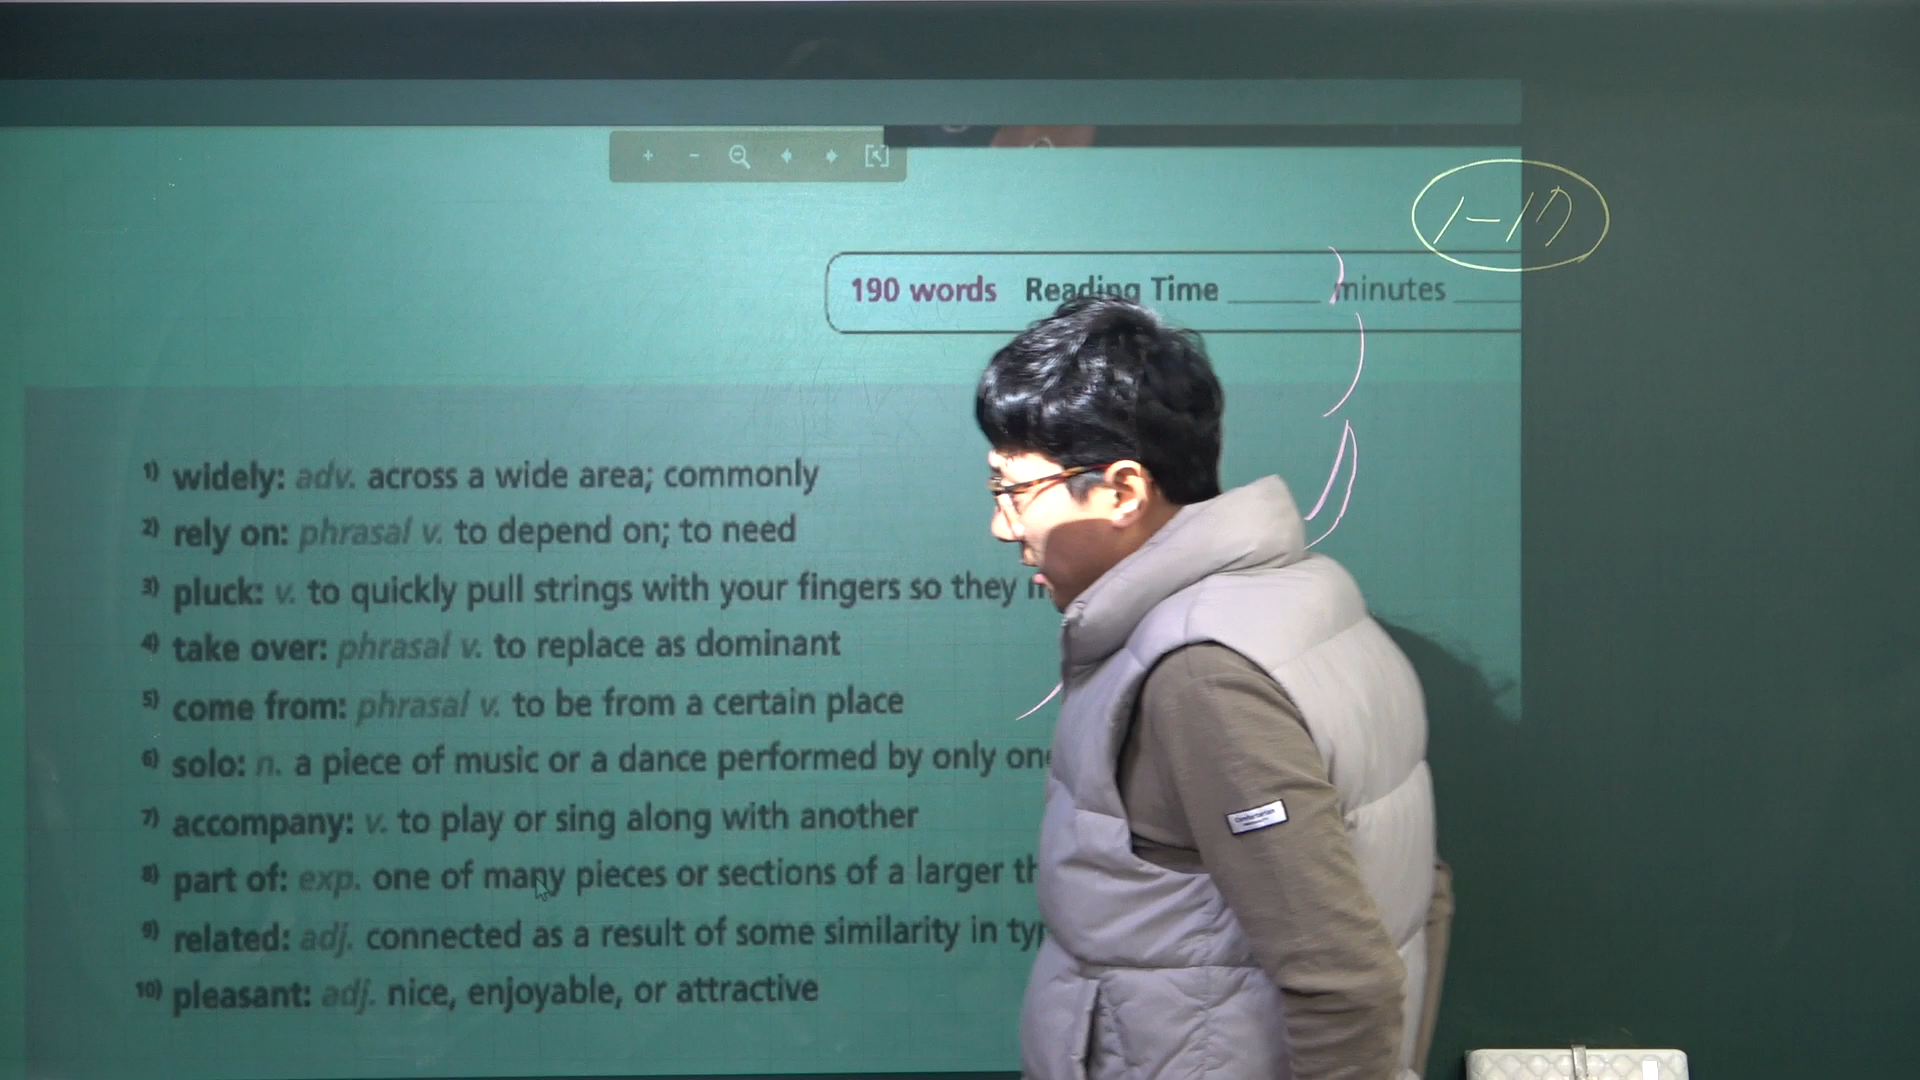 1-17
190 words Reading Time _____ minutes ____
1) widely: adv. across a wide area; commonly
2) rely on: phrasal v. to depend on; to need
3) pluck: v. to quickly pull strings with your fingers so they
4) take over: phrasal v. to replace as dominant
5) come from: phrasal v. to be from a certain place
6) solo: n. a piece of music or a dance performed by only
7) accompany: v. to play or sing along with another
8) part of: exp. one of many pieces or sections of a larger
9) related: adj. connected as a result of some similarity in
10) pleasant: adj. nice, enjoyable, or attractive